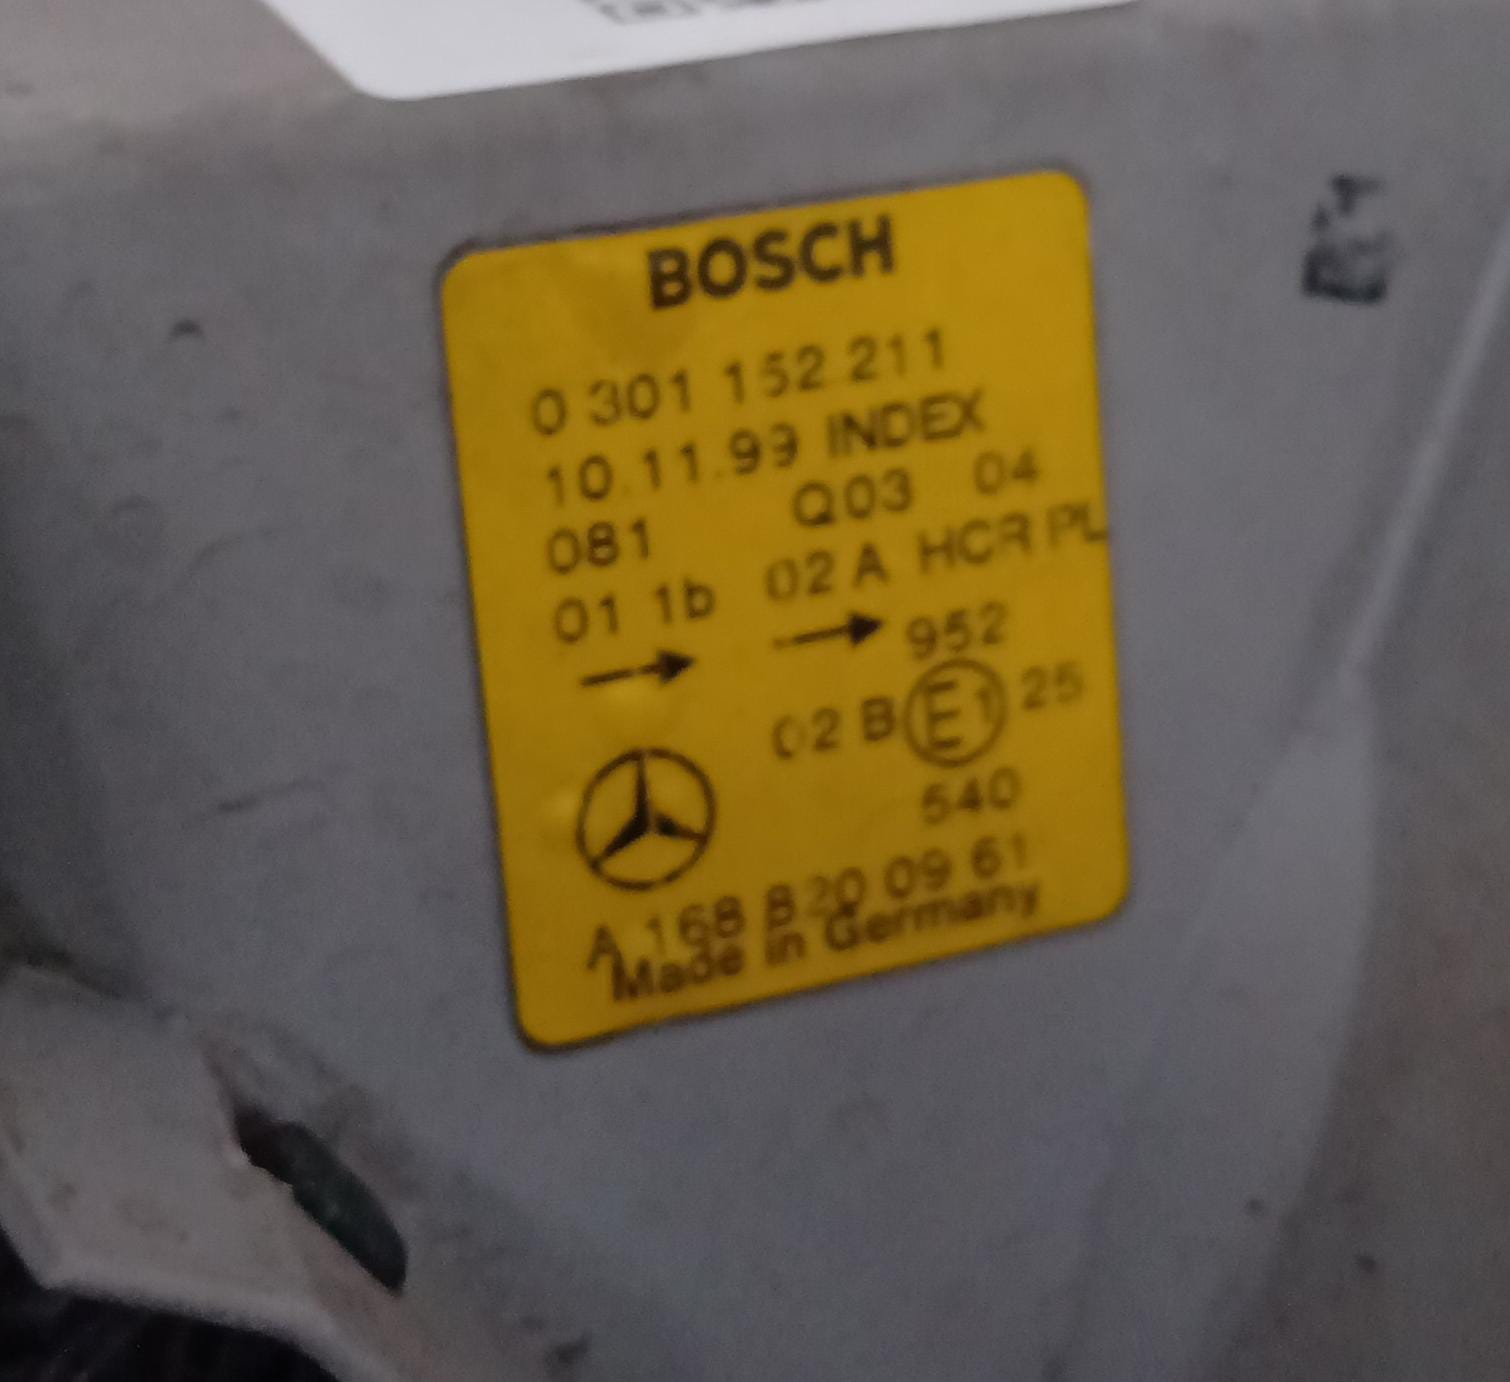 BOSCH
0 301 152 211
10.11.99 INDEX
081 Q03 04
01 1b 02 A HCR PL
952
02 B E1 25
540
A 168 820 09 61
Made in Germany